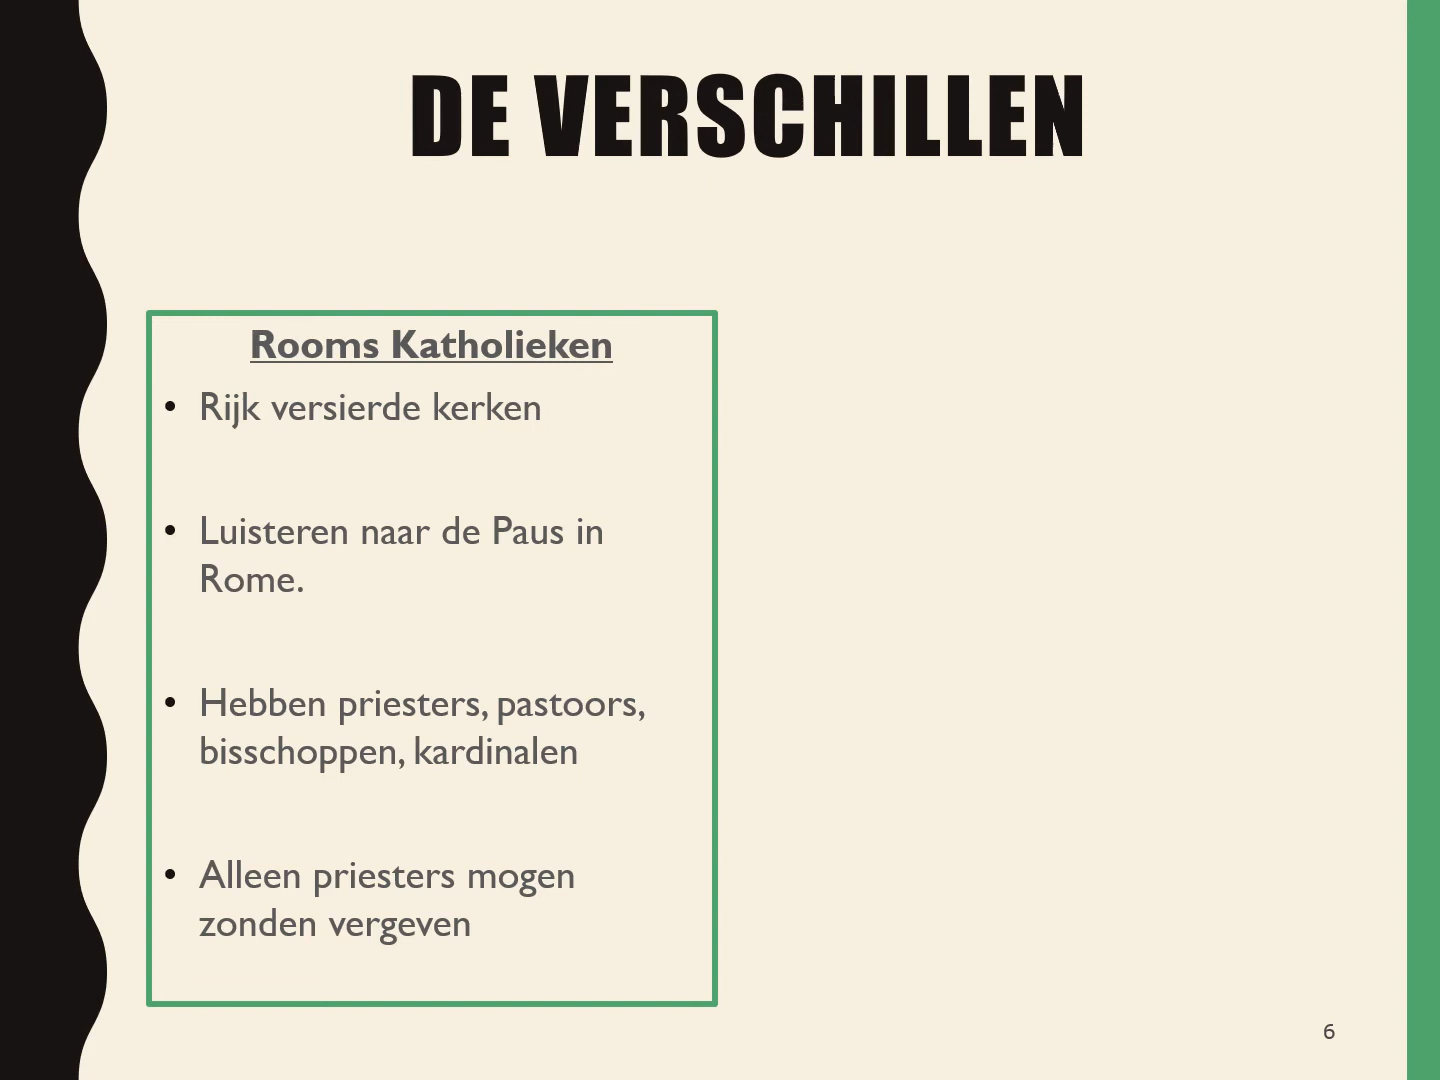 DE VERSCHILLEN
Rooms Katholieken
• Rijk versierde kerken
• Luisteren naar de Paus in
Rome.
• Hebben priesters, pastoors,
bisschoppen, kardinalen
• Alleen priesters mogen
zonden vergeven
6